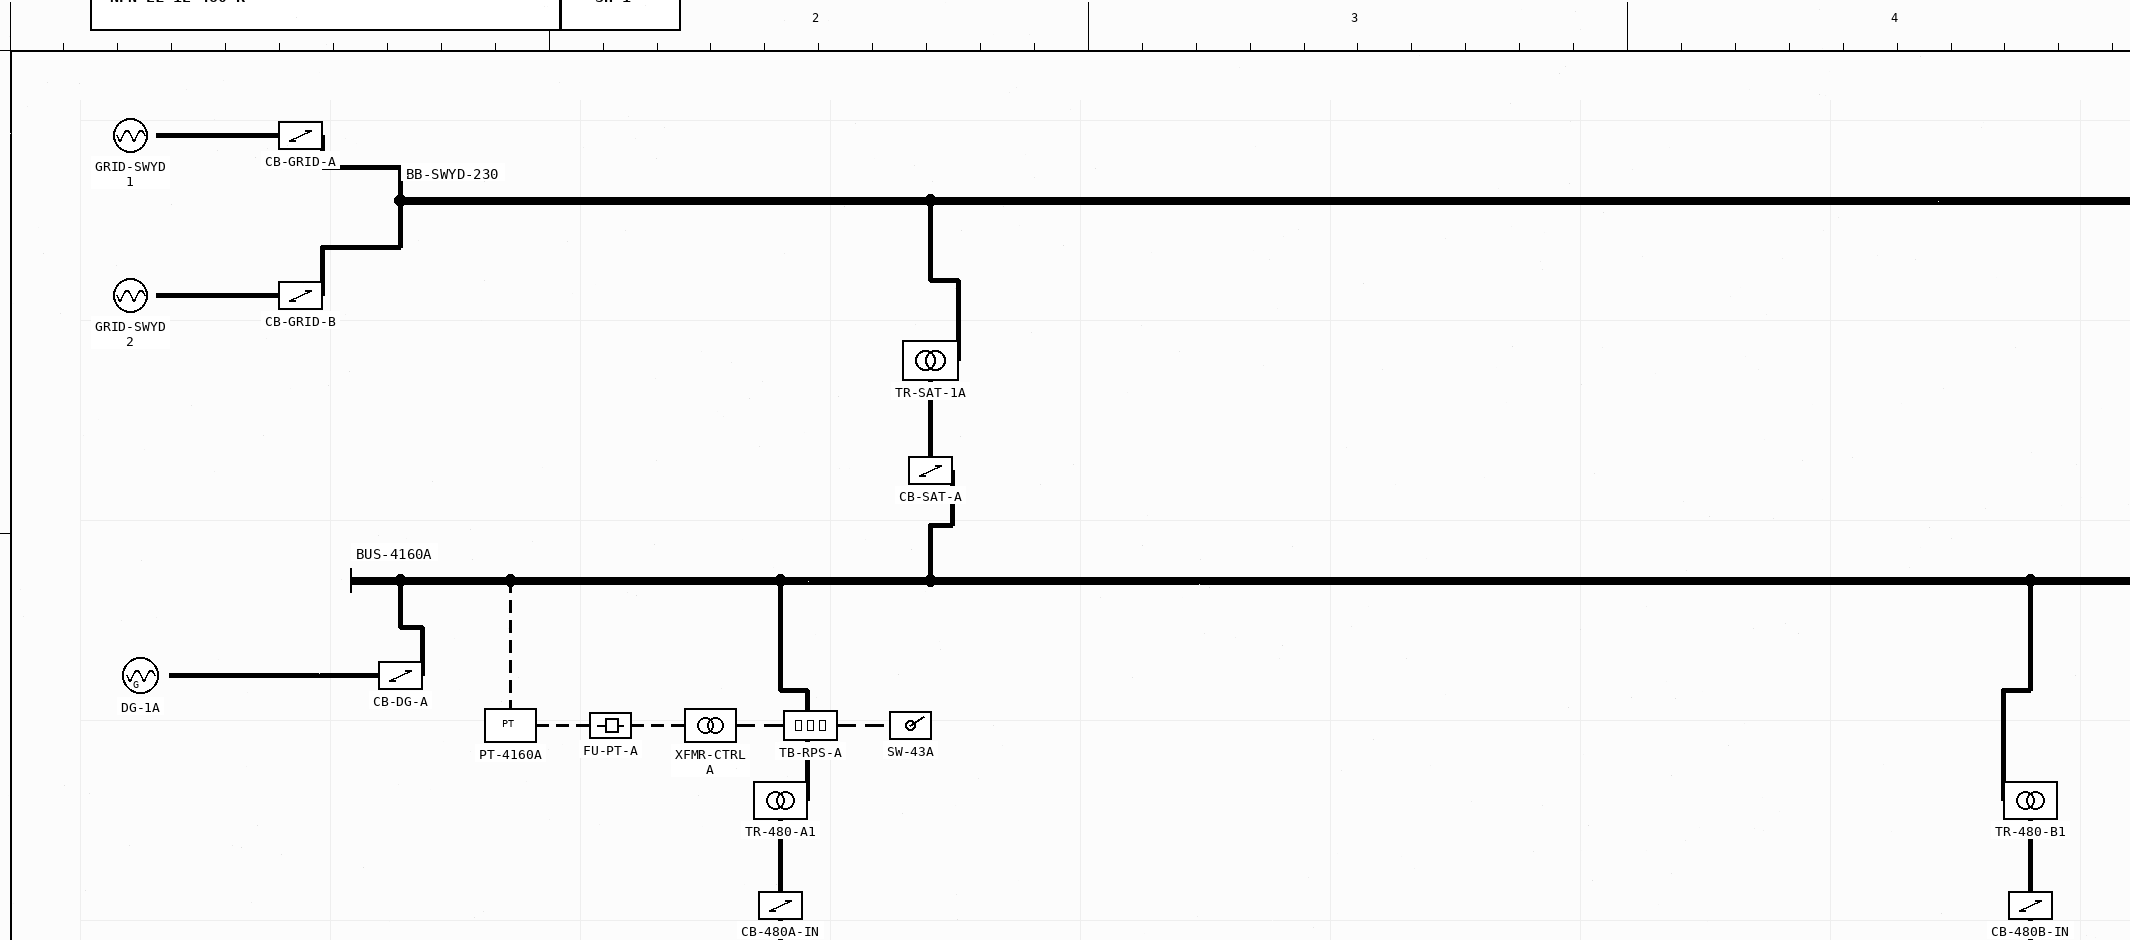 2
3
4
GRID-SWYD
1
CB-GRID-A
BB-SWYD-230
GRID-SWYD
2
CB-GRID-B
TR-SAT-1A
CB-SAT-A
BUS-4160A
G
DG-1A
CB-DG-A
PT
PT-4160A
FU-PT-A
XFMR-CTRL
A
TB-RPS-A
SW-43A
TR-480-A1
TR-480-B1
CB-480A-IN
CB-480B-IN